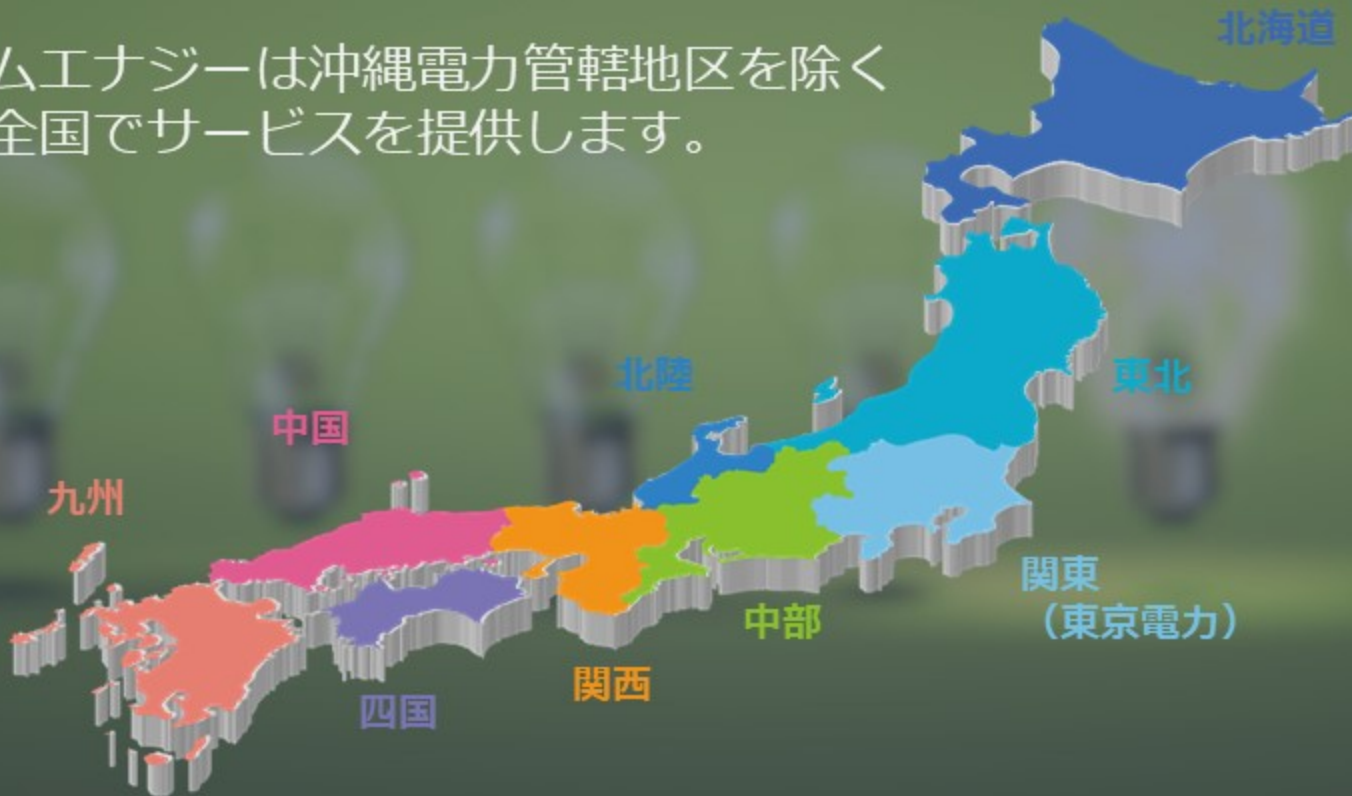 ムエナジーは沖縄電力管轄地区を除く
全国でサービスを提供します。
北海道
北陸
東北
中国
九州
関東
（東京電力）
中部
関西
四国